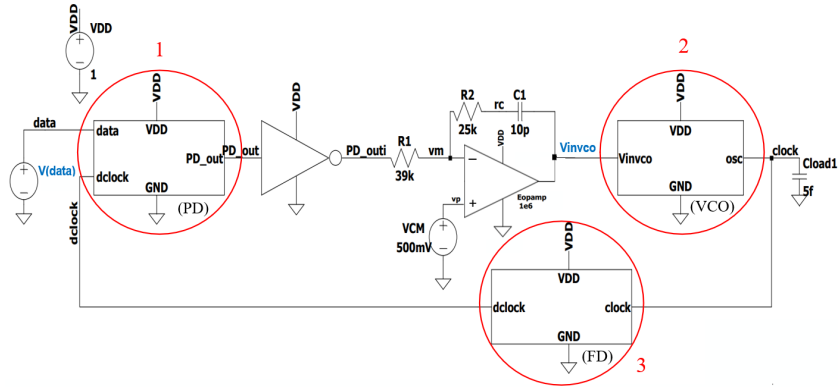 VDD
VDD
1
1
data
V(data)
dclock
VDD
data
VDD
PD_out
dclock
GND
(PD)
PD_out
VDD
PD_outi
R1
39k
vm
R2
25k
rc
C1
10p
VDD
vp
Eopamp
1e6
VCM
500mV
Vinvco
2
VDD
VDD
Vinvco
osc
GND
(VCO)
clock
Cload1
5f
VDD
VDD
dclock
clock
GND
(FD)
3